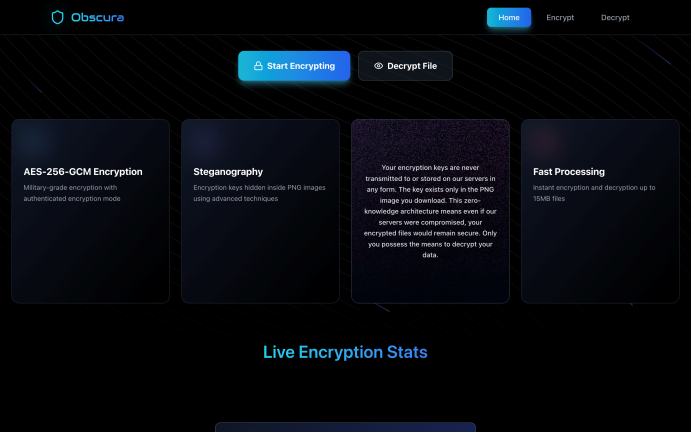 Obscura
Home
Encrypt
Decrypt
Start Encrypting
Decrypt File
AES-256-GCM Encryption
Military-grade encryption with
authenticated encryption mode
Steganography
Encryption keys hidden inside PNG images
using advanced techniques
Your encryption keys are never
transmitted to or stored on our servers in
any form. The key exists only in the PNG
image you download. This zero-
knowledge architecture means even if our
servers were compromised, your
encrypted files would remain secure. Only
you possess the means to decrypt your
data.
Fast Processing
Instant encryption and decryption up to
15MB files
Live Encryption Stats